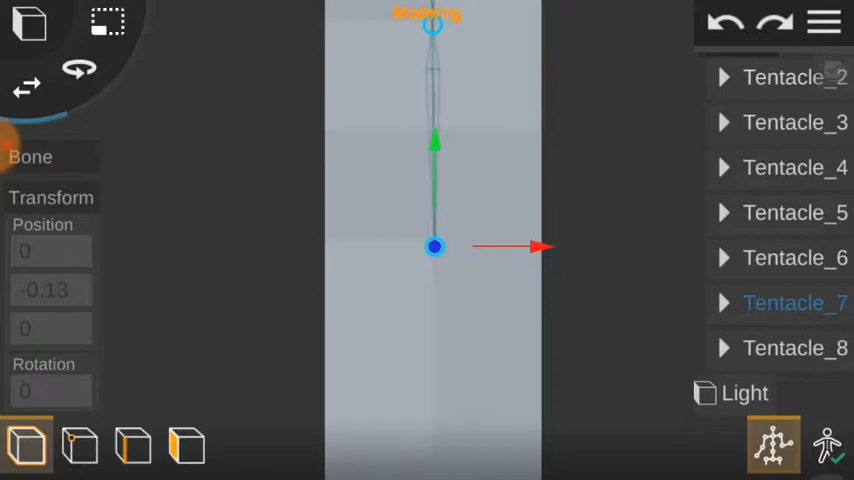 Modeling
Tentacle_2
Tentacle_3
Bone
Tentacle_4
Transform
Tentacle_5
Position
0
Tentacle_6
-0.13
Tentacle_7
0
Tentacle_8
Rotation
0
Light